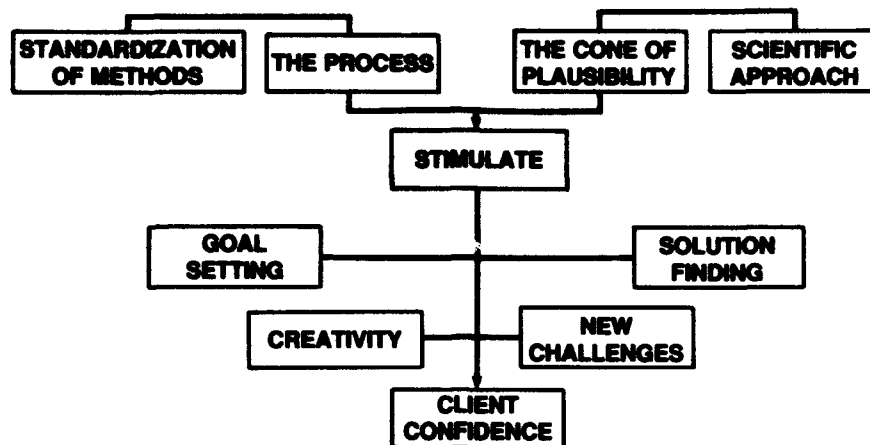 STANDARDIZATION
OF METHODS
THE PROCESS
THE CONE OF
PLAUSIBILITY
SCIENTIFIC
APPROACH
STIMULATE
GOAL
SETTING
SOLUTION
FINDING
CREATIVITY
NEW
CHALLENGES
CLIENT
CONFIDENCE